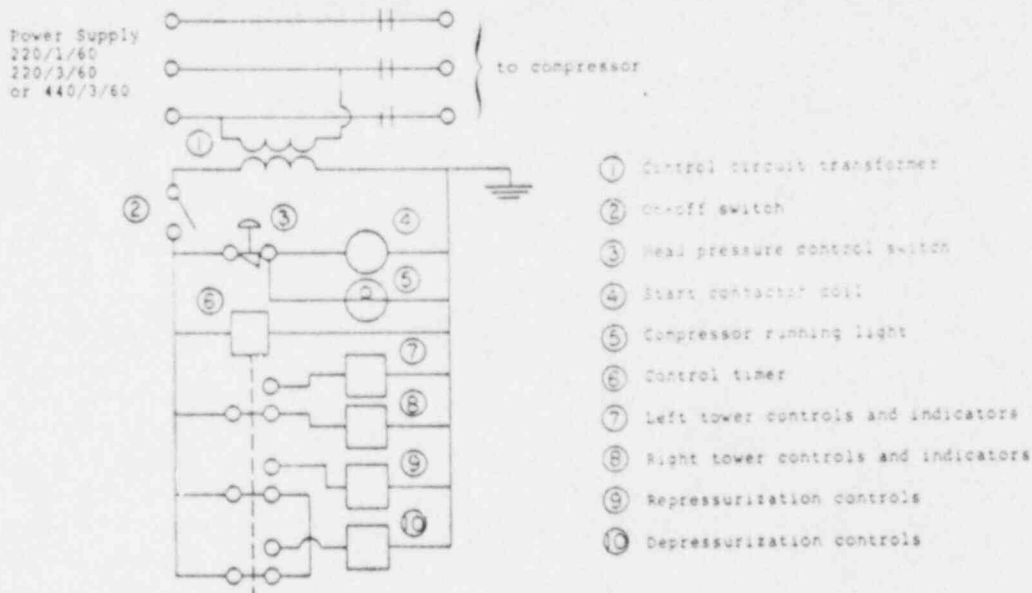 Power Supply
220/1/60
220/3/60
or 440/3/60
to compressor
1
2
3
4
5
R
6
7
8
9
10
1 Control circuit transformer
2 On-off switch
3 Head pressure control switch
4 Start contactor coil
5 Compressor running light
6 Control timer
7 Left tower controls and indicators
8 Right tower controls and indicators
9 Repressurization controls
10 Depressurization controls